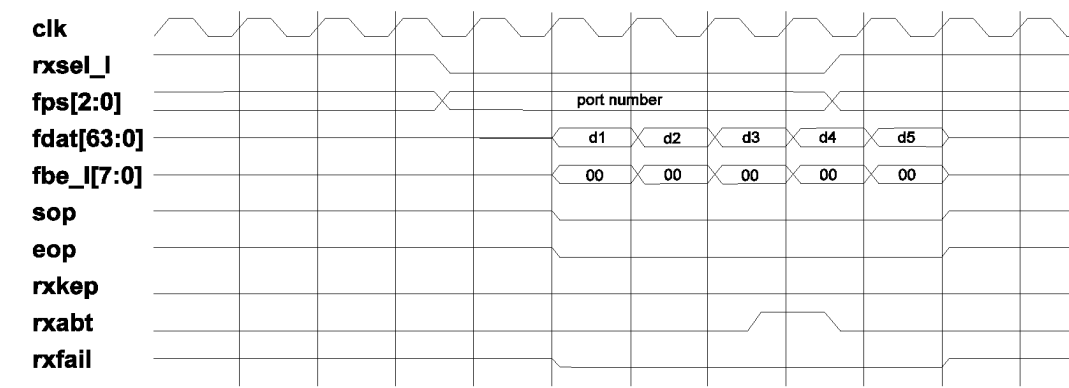 clk
rxsel_l
fps[2:0] port number
fdat[63:0] d1 d2 d3 d4 d5
fbe_l[7:0] 00 00 00 00 00
sop
eop
rxkep
rxabt
rxfail